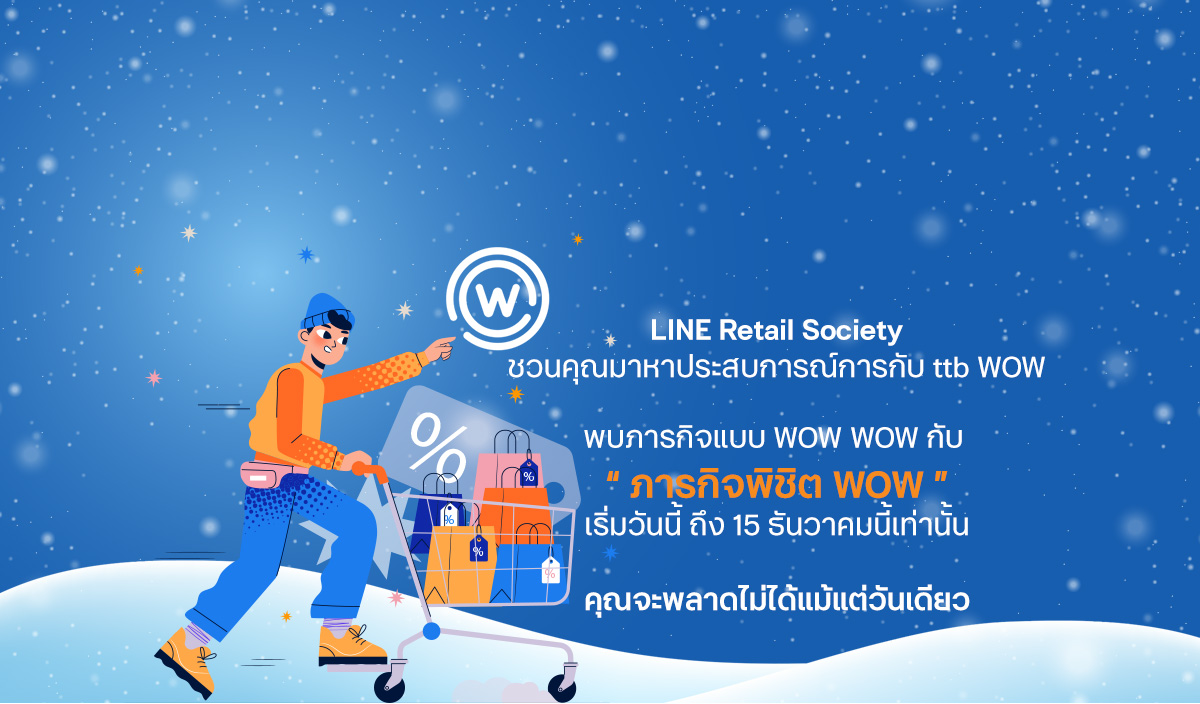 W
LINE Retail Society
ชวนคุณมาหาประสบการณ์การกับ ttb WOW
พบภารกิจแบบ WOW WOW กับ
“ ภารกิจพิชิต WOW ”
เริ่มวันนี้ ถึง 15 ธันวาคมนี้เท่านั้น
คุณจะพลาดไม่ได้แม้แต่วันเดียว
%
%
%
%
%